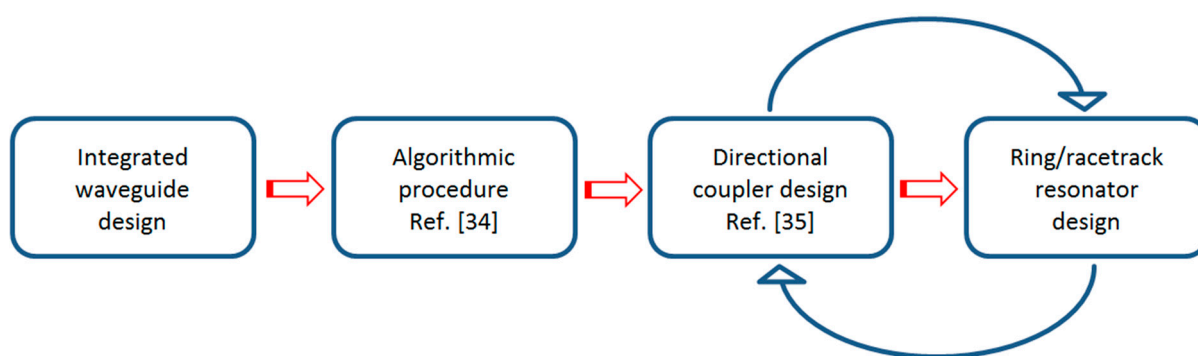 Integrated
waveguide
design
Algorithmic
procedure
Ref. [34]
Directional
coupler design
Ref. [35]
Ring/racetrack
resonator
design